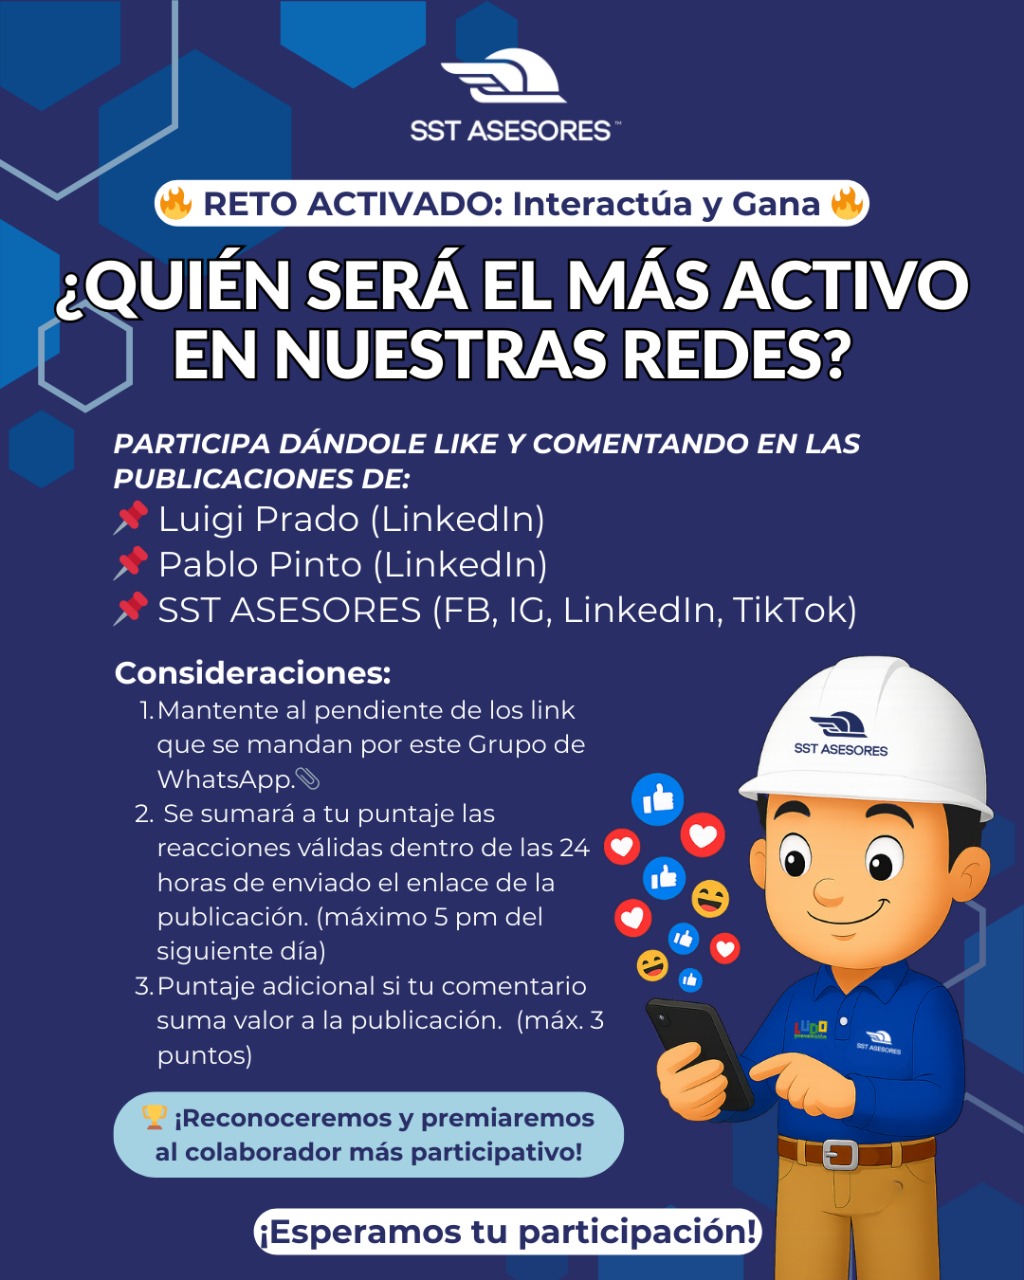 SST ASESORES™
🔥 RETO ACTIVADO: Interactúa y Gana 🔥
¿QUIÉN SERÁ EL MÁS ACTIVO
EN NUESTRAS REDES?
PARTICIPA DÁNDOLE LIKE Y COMENTANDO EN LAS
PUBLICACIONES DE:
📌 Luigi Prado (LinkedIn)
📌 Pablo Pinto (LinkedIn)
📌 SST ASESORES (FB, IG, LinkedIn, TikTok)
Consideraciones:
1. Mantente al pendiente de los link
que se mandan por este Grupo de
WhatsApp.📎
2. Se sumará a tu puntaje las
reacciones válidas dentro de las 24
horas de enviado el enlace de la
publicación. (máximo 5 pm del
siguiente día)
3. Puntaje adicional si tu comentario
suma valor a la publicación. (máx. 3
puntos)
🏆 ¡Reconoceremos y premiaremos
al colaborador más participativo!
¡Esperamos tu participación!
SST ASESORES
LUDO
SST ASESORES